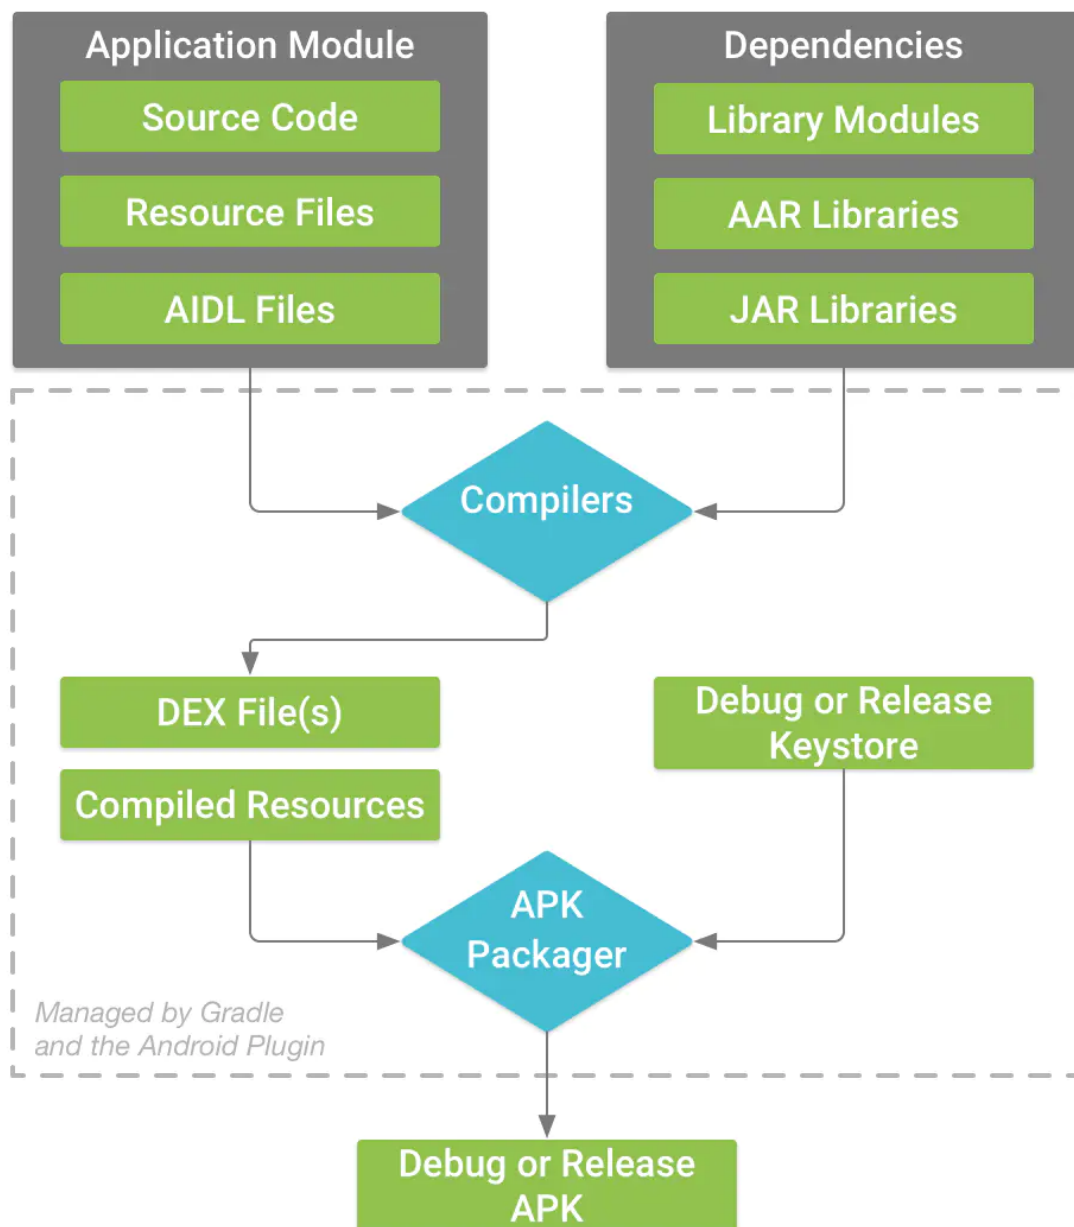 Application Module
Source Code
Resource Files
AIDL Files
Dependencies
Library Modules
AAR Libraries
JAR Libraries
Compilers
DEX File(s)
Compiled Resources
Debug or Release
Keystore
APK
Packager
Managed by Gradle
and the Android Plugin
Debug or Release
APK